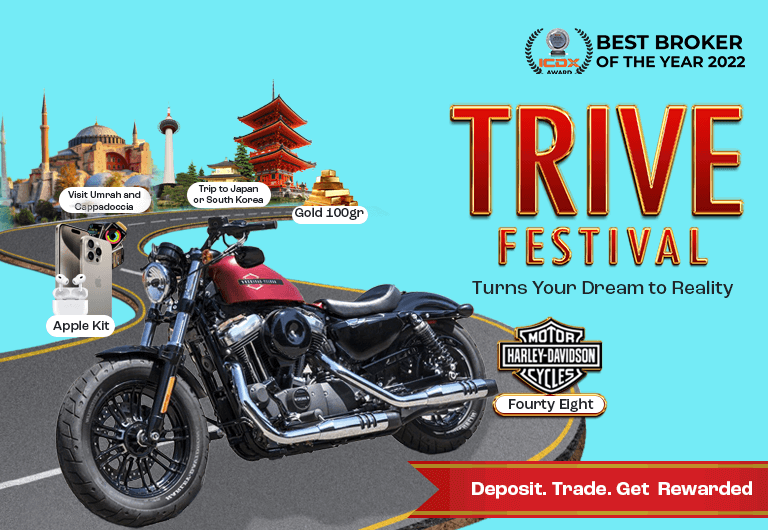 ICDX
AWARD
BEST BROKER
OF THE YEAR 2022
TRIVE
FESTIVAL
Turns Your Dream to Reality
Visit Umrah and
Cappadoccia
Trip to Japan
or South Korea
Gold 100gr
Apple Kit
MOTOR
HARLEY-DAVIDSON
CYCLES
Fourty Eight
Deposit. Trade. Get Rewarded